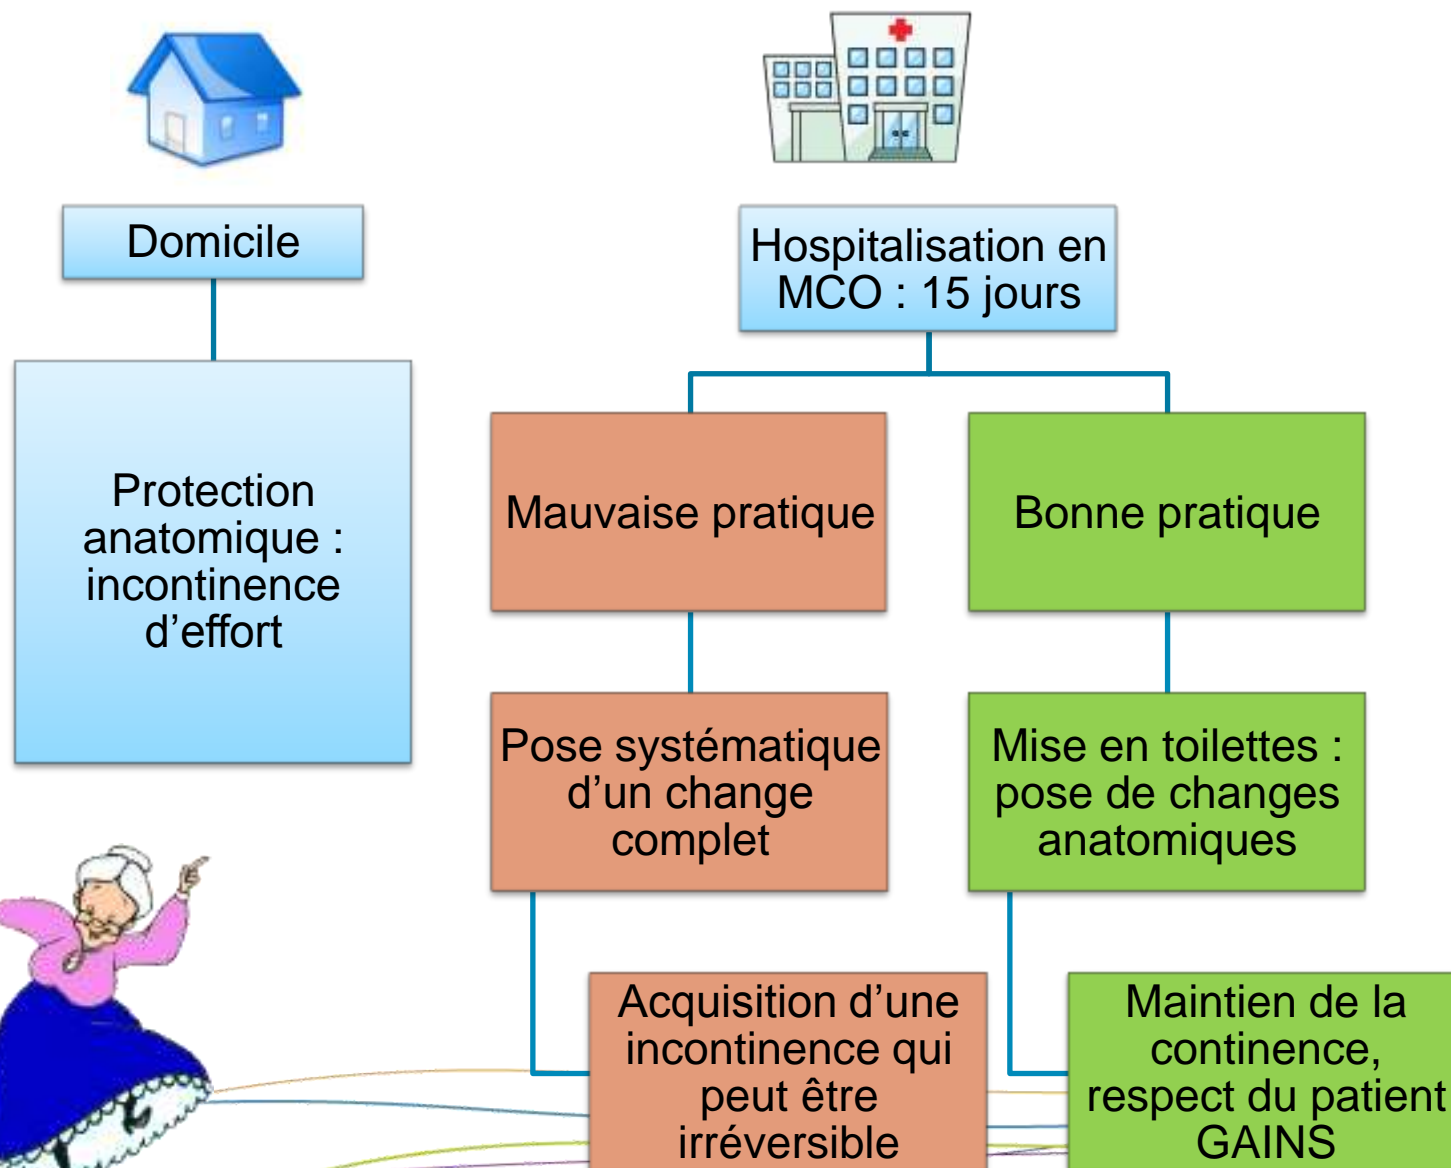 Domicile
Protection
anatomique :
incontinence
d’effort
Hospitalisation en
MCO : 15 jours
Mauvaise pratique
Bonne pratique
Pose systématique
d’un change
complet
Mise en toilettes :
pose de changes
anatomiques
Acquisition d’une
incontinence qui
peut être
irréversible
Maintien de la
continence,
respect du patient
GAINS